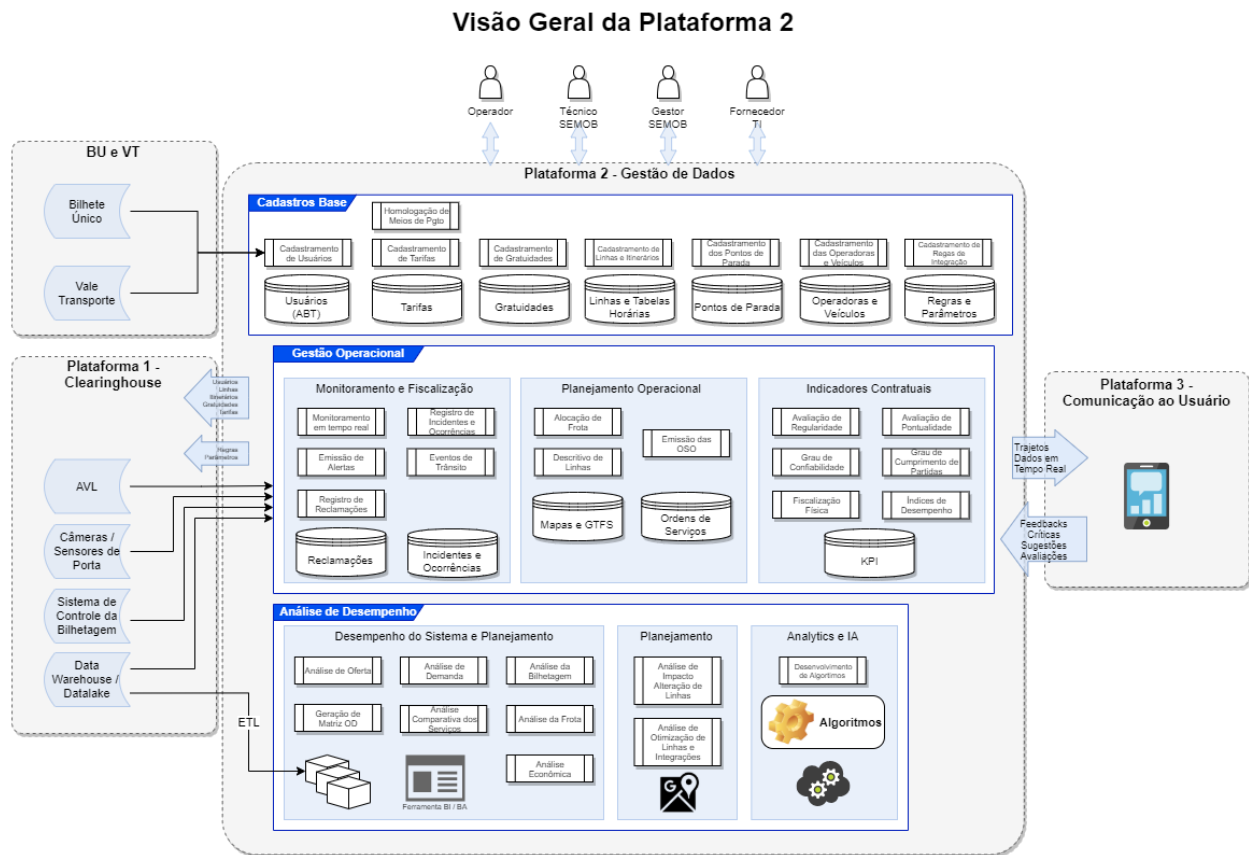 Visão Geral da Plataforma 2
Operador
Técnico
SEMOB
Gestor
SEMOB
Fornecedor
TI
BU e VT
Bilhete
Único
Vale
Transporte
Plataforma 2 - Gestão de Dados
Cadastros Base
Homologação de
Meios de Pgto
Cadastramento
de Usuários
Cadastramento
de Tarifas
Cadastramento
de Gratuidades
Cadastramento de
Linhas e Itinerários
Cadastramento
dos Pontos de
Parada
Cadastramento
das Operadoras
e Veículos
Cadastramento de
Regas de
Integração
Usuários
(ABT)
Tarifas
Gratuidades
Linhas e Tabelas
Horárias
Pontos de Parada
Operadoras e
Veículos
Regras e
Parâmetros
Plataforma 1 -
Clearinghouse
Usuários
Linhas
Itinerários
Gratuidades
Tarifas
Regras
Parâmetros
AVL
Câmeras /
Sensores de
Porta
Sistema de
Controle da
Bilhetagem
Data
Warehouse /
Datalake
ETL
Gestão Operacional
Monitoramento e Fiscalização
Monitoramento
em tempo real
Registro de
Incidentes e
Ocorrências
Emissão de
Alertas
Eventos de
Trânsito
Registro de
Reclamações
Reclamações
Incidentes e
Ocorrências
Planejamento Operacional
Alocação de
Frota
Emissão das
OSO
Descritivo de
Linhas
Mapas e GTFS
Ordens de
Serviços
Indicadores Contratuais
Avaliação de
Regularidade
Avaliação de
Pontualidade
Grau de
Confiabilidade
Grau de
Cumprimento de
Partidas
Fiscalização
Física
Índices de
Desempenho
KPI
Plataforma 3 -
Comunicação ao Usuário
Trajetos
Dados em
Tempo Real
Feedbacks
Críticas
Sugestões
Avaliações
Análise de Desempenho
Desempenho do Sistema e Planejamento
Análise de Oferta
Análise de
Demanda
Análise da
Bilhetagem
Geração de
Matriz OD
Análise
Comparativa dos
Serviços
Análise da Frota
Análise
Econômica
Ferramenta BI / BA
Planejamento
Análise de
Impacto
Alteração de
Linhas
Análise de
Otimização de
Linhas e
Integrações
G
Analytics e IA
Desenvolvimento
de Algortimos
Algoritmos